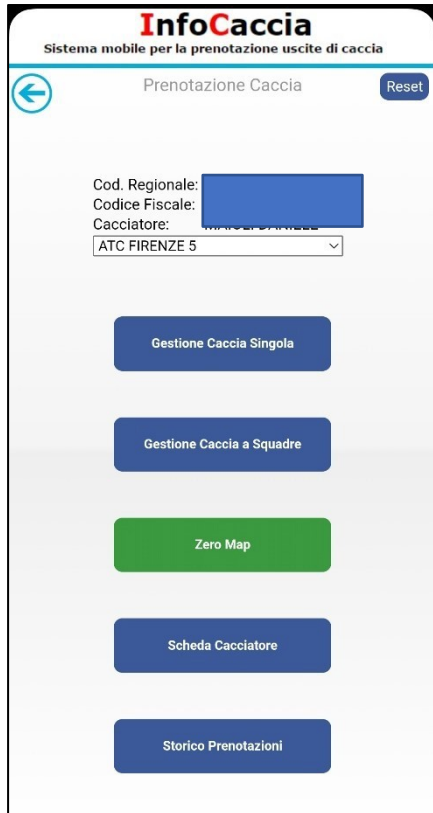 InfoCaccia
Sistema mobile per la prenotazione uscite di caccia
Prenotazione Caccia
Reset
Cod. Regionale:
Codice Fiscale:
Cacciatore:
ATC FIRENZE 5
Gestione Caccia Singola
Gestione Caccia a Squadre
Zero Map
Scheda Cacciatore
Storico Prenotazioni